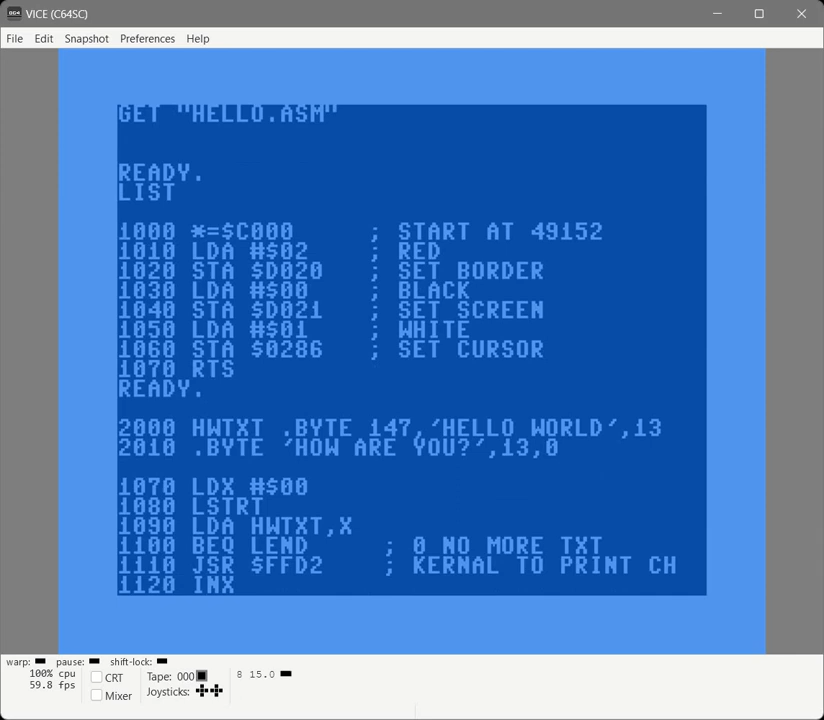 VICE (C64SC)
File Edit Snapshot Preferences Help
GET "HELLO.ASM"
READY.
LIST
1000 *=$C000 ; START AT 49152
1010 LDA #$02 ; RED
1020 STA $D020 ; SET BORDER
1030 LDA #$00 ; BLACK
1040 STA $D021 ; SET SCREEN
1050 LDA #$01 ; WHITE
1060 STA $0286 ; SET CURSOR
1070 RTS
READY.
2000 HWTXT .BYTE 147,'HELLO WORLD',13
2010 .BYTE 'HOW ARE YOU?',13,0
1070 LDX #$00
1080 LSTRT
1090 LDA HWTXT,X
1100 BEQ LEND ; 0 NO MORE TXT
1110 JSR $FFD2 ; KERNAL TO PRINT CH
1120 INX
warp: pause: shift-lock:
100% cpu
59.8 fps
CRT
Mixer
Tape: 000
Joysticks:
8 15.0